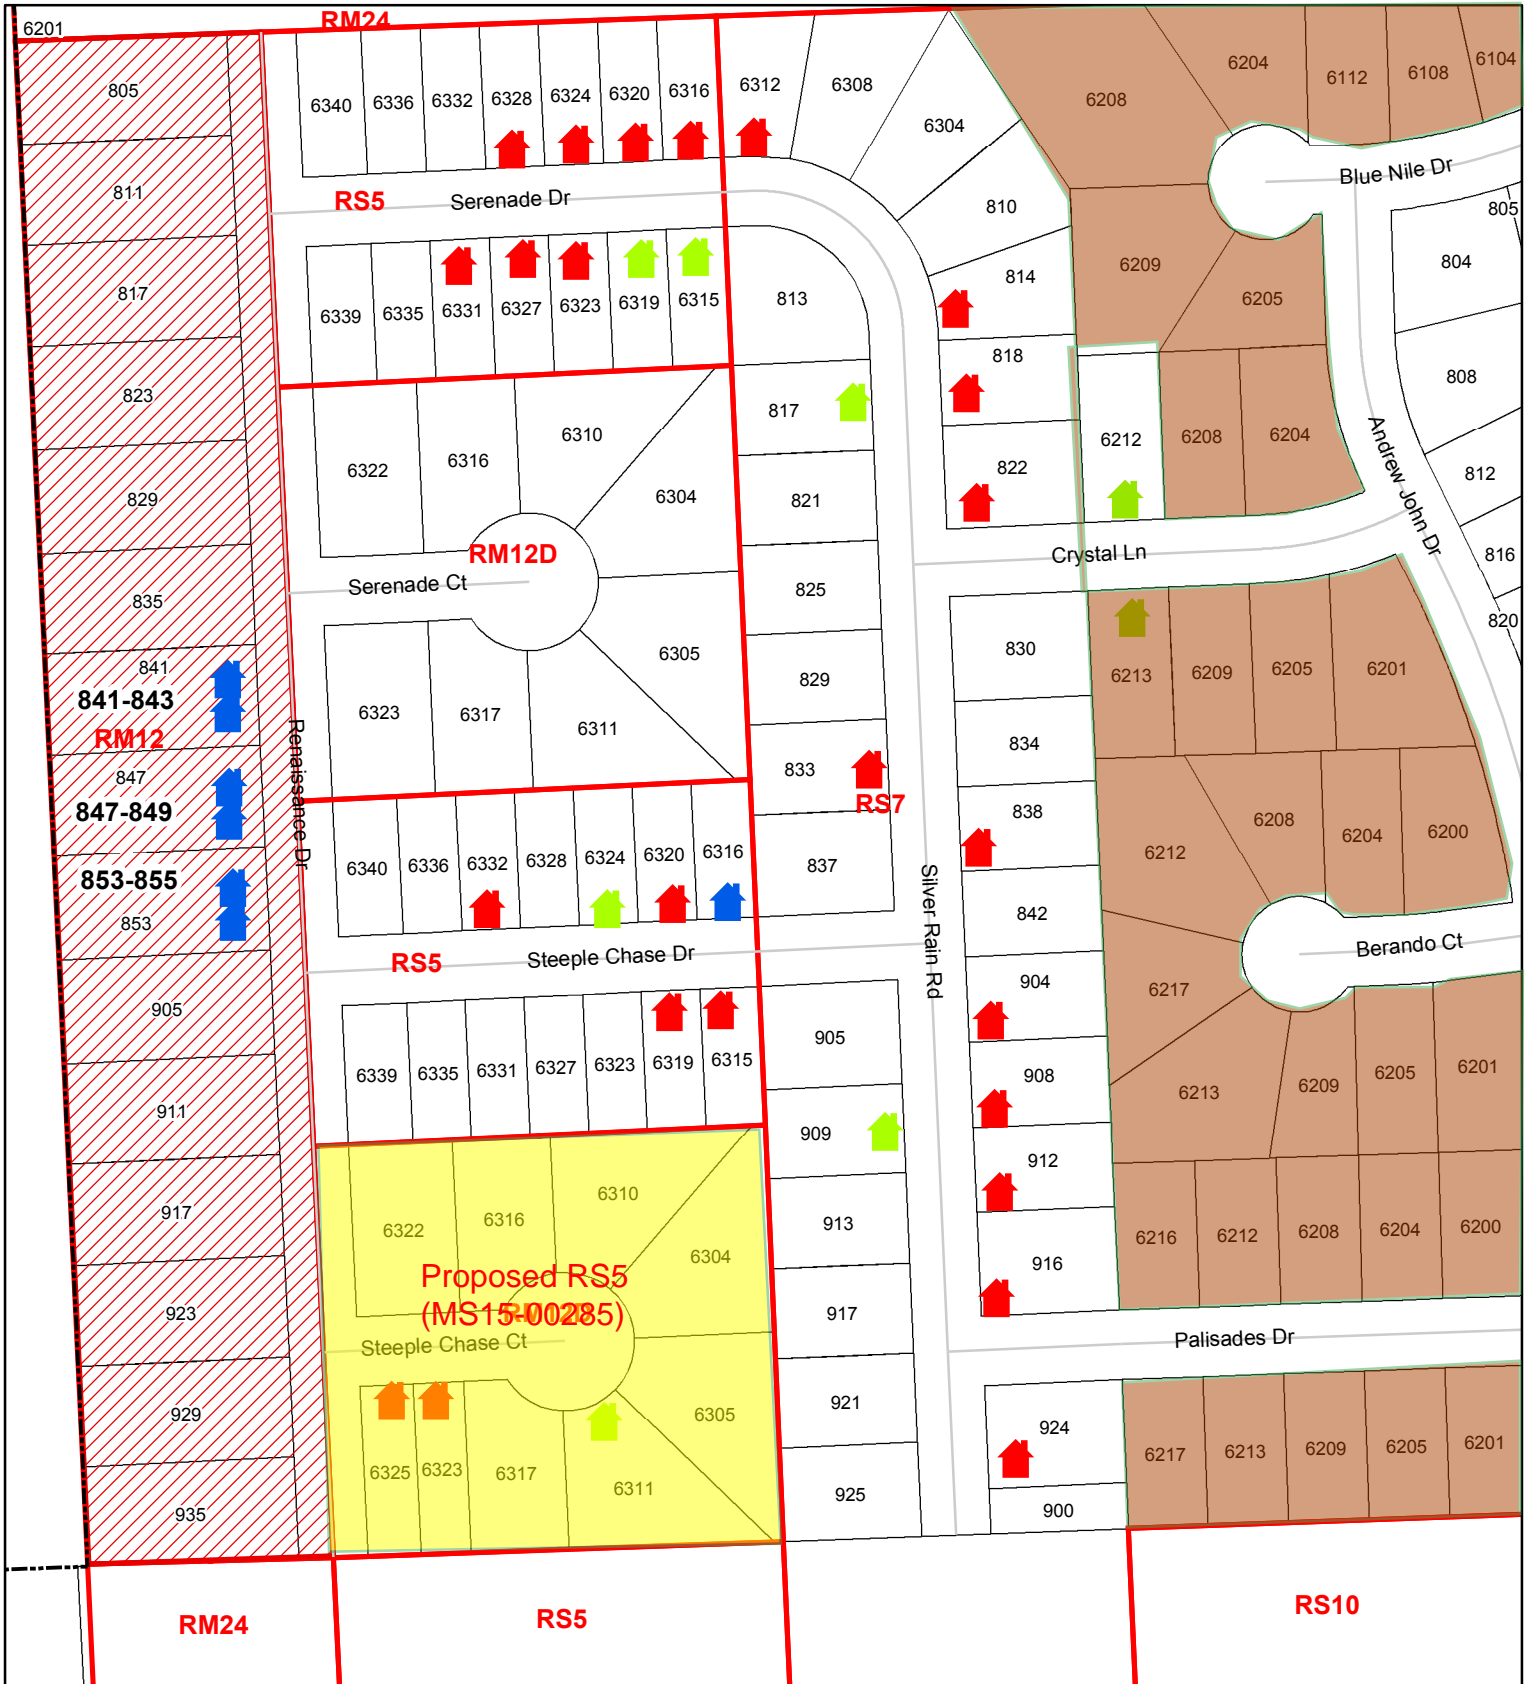 6201
RM24
805
811
817
823
829
835
841
841-843
RM12
847
847-849
853-855
853
905
911
917
923
929
935
Renaissance Dr
6340 6336 6332 6328 6324 6320 6316 6312 6308 6304
RS5
Serenade Dr
6339 6335 6331 6327 6323 6319 6315
6322 6316 6310 6304
RM12D
Serenade Ct
6323 6317 6311 6305
6340 6336 6332 6328 6324 6320 6316
RS5
Steeple Chase Dr
6339 6335 6331 6327 6323 6319 6315
6322 6316 6310 6304
Proposed RS5
(MS15-00285)
Steeple Chase Ct
6325 6323 6317 6311 6305
813
817
821
825
829
833
RS7
837
905
909
913
917
921
925
Silver Rain Rd
810
814
818
822
830
834
838
842
904
908
912
916
924
900
6208 6204 6112 6108 6104
Blue Nile Dr
6209 6205
805
804
808
812
816
820
Andrew John Dr
6212 6208 6204
Crystal Ln
6213 6209 6205 6201
6212 6208 6204 6200
Berando Ct
6217 6213 6209 6205 6201
6216 6212 6208 6204 6200
Palisades Dr
6217 6213 6209 6205 6201
RM24
RS5
RS10